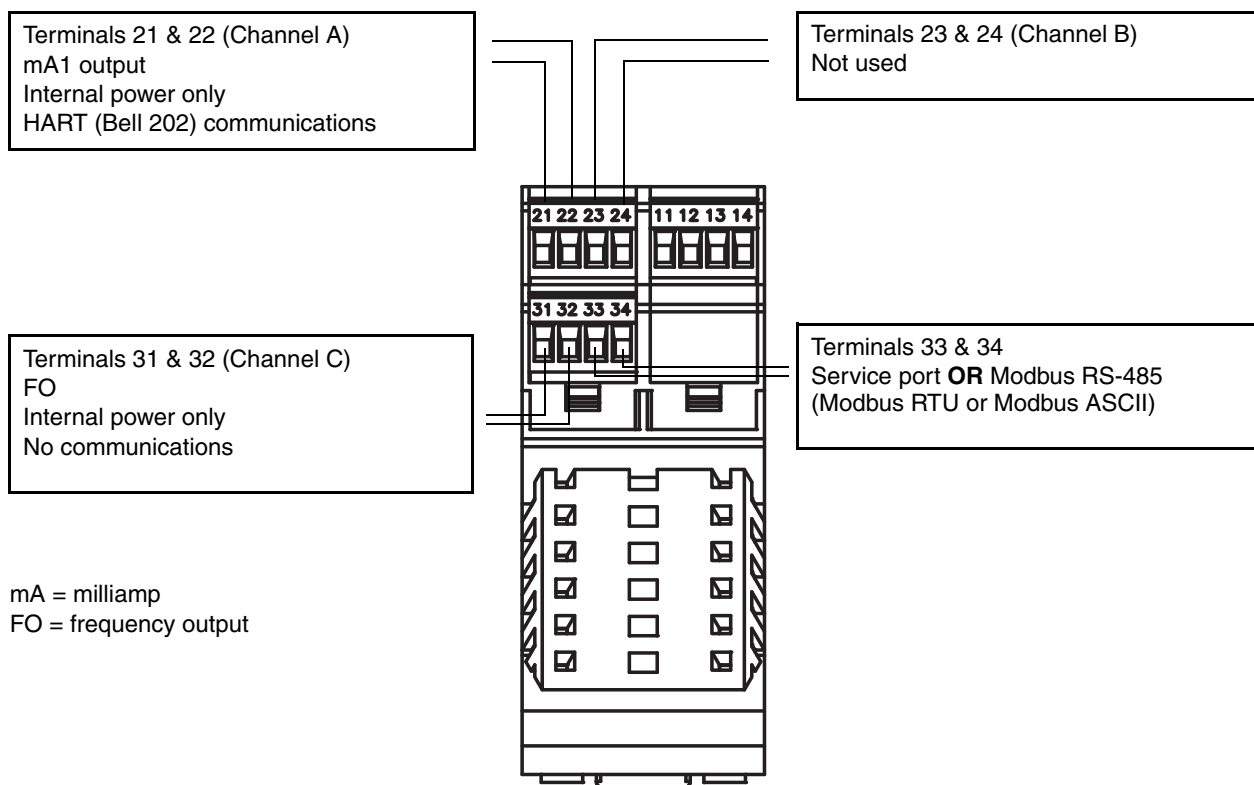 Terminals 21 & 22 (Channel A)
mA1 output
Internal power only
HART (Bell 202) communications
Terminals 23 & 24 (Channel B)
Not used
21 22 23 24
11 12 13 14
31 32 33 34
Terminals 31 & 32 (Channel C)
FO
Internal power only
No communications
Terminals 33 & 34
Service port OR Modbus RS-485
(Modbus RTU or Modbus ASCII)
mA = milliamp
FO = frequency output